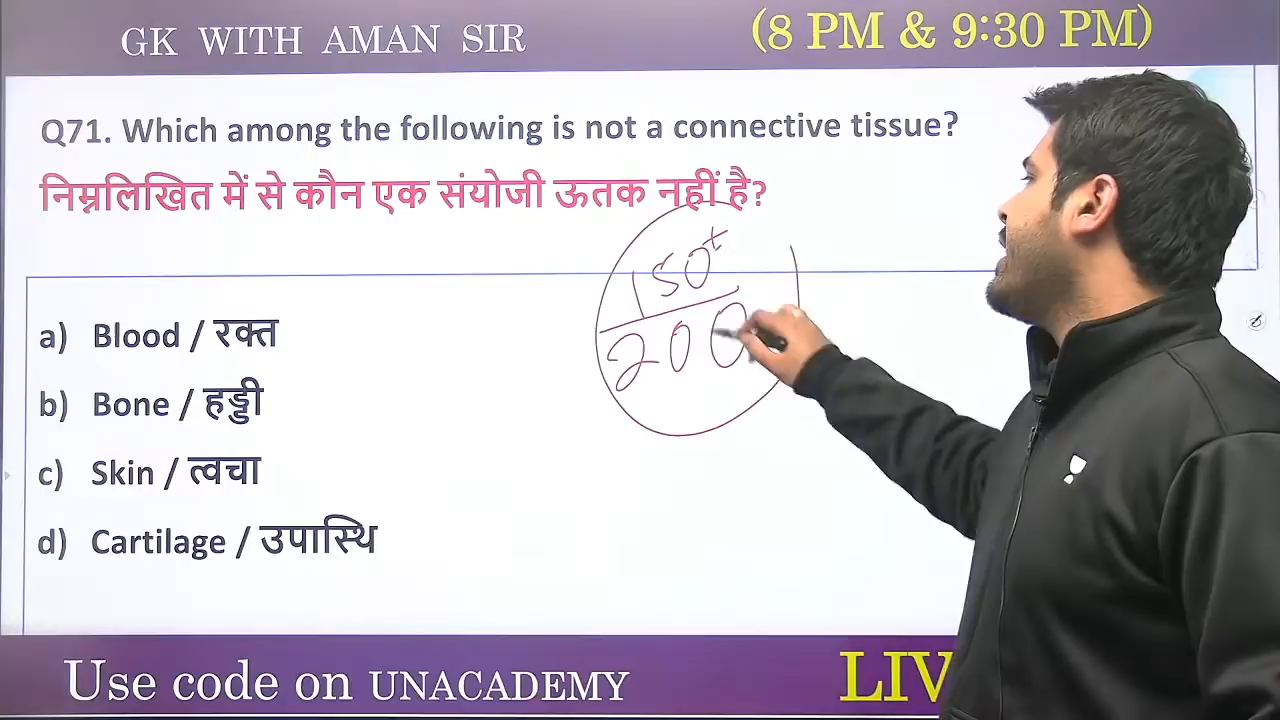 GK WITH AMAN SIR
(8 PM & 9:30 PM)
Q71. Which among the following is not a connective tissue?
निम्नलिखित में से कौन एक संयोजी ऊतक नहीं है?
150+
200
a) Blood / रक्त
b) Bone / हड्डी
c) Skin / त्वचा
d) Cartilage / उपास्थि
Use code on UNACADEMY
LIV